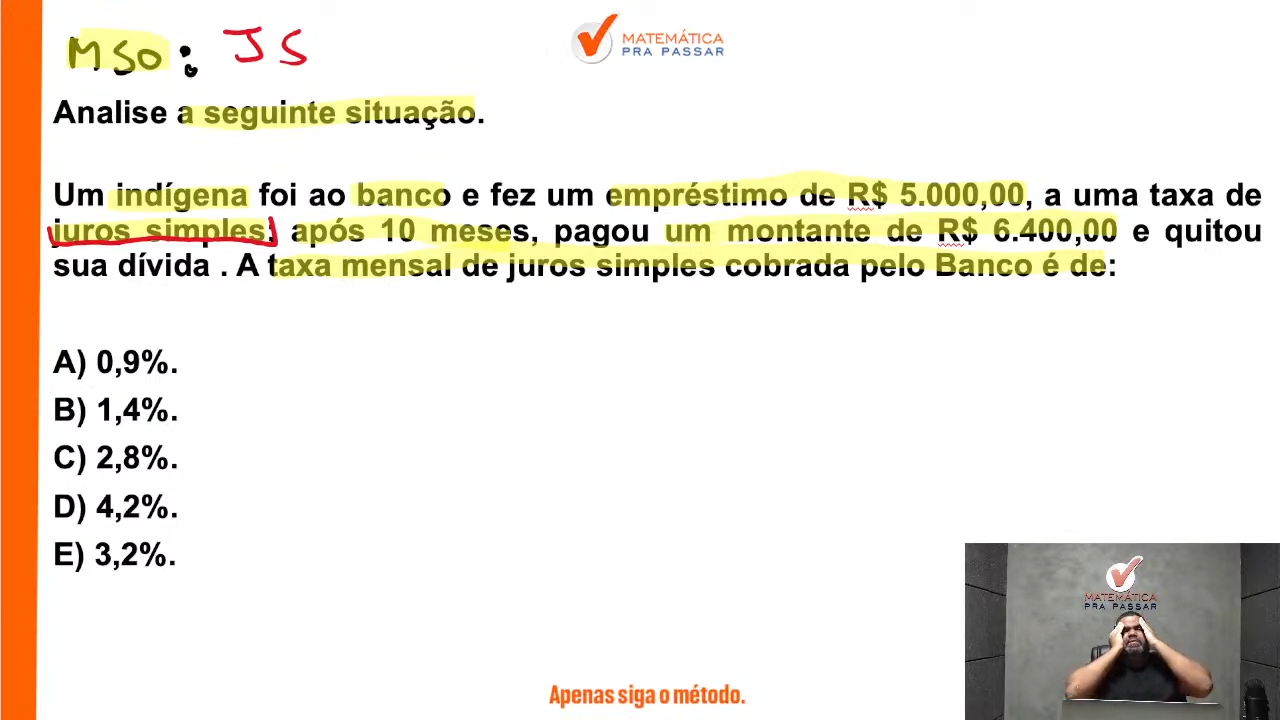 MSO: JS
MATEMÁTICA
PRA PASSAR
Analise a seguinte situação.
Um indígena foi ao banco e fez um empréstimo de R$ 5.000,00, a uma taxa de
juros simples; após 10 meses, pagou um montante de R$ 6.400,00 e quitou
sua dívida . A taxa mensal de juros simples cobrada pelo Banco é de:
A) 0,9%.
B) 1,4%.
C) 2,8%.
D) 4,2%.
E) 3,2%.
MATEMÁTICA
PRA PASSAR
Apenas siga o método.